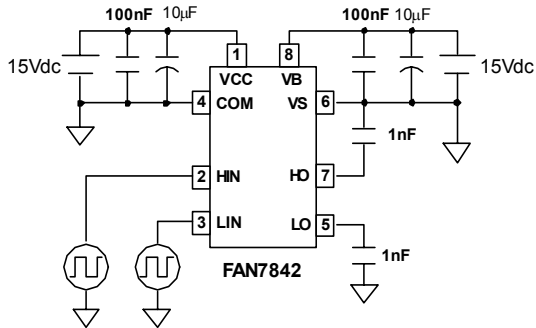 100nF 10μF 100nF 10μF
15Vdc 1 8 15Vdc
VCC VB
4 COM VS 6
1nF
2 HIN HO 7
3 LIN LO 5
1nF
FAN7842